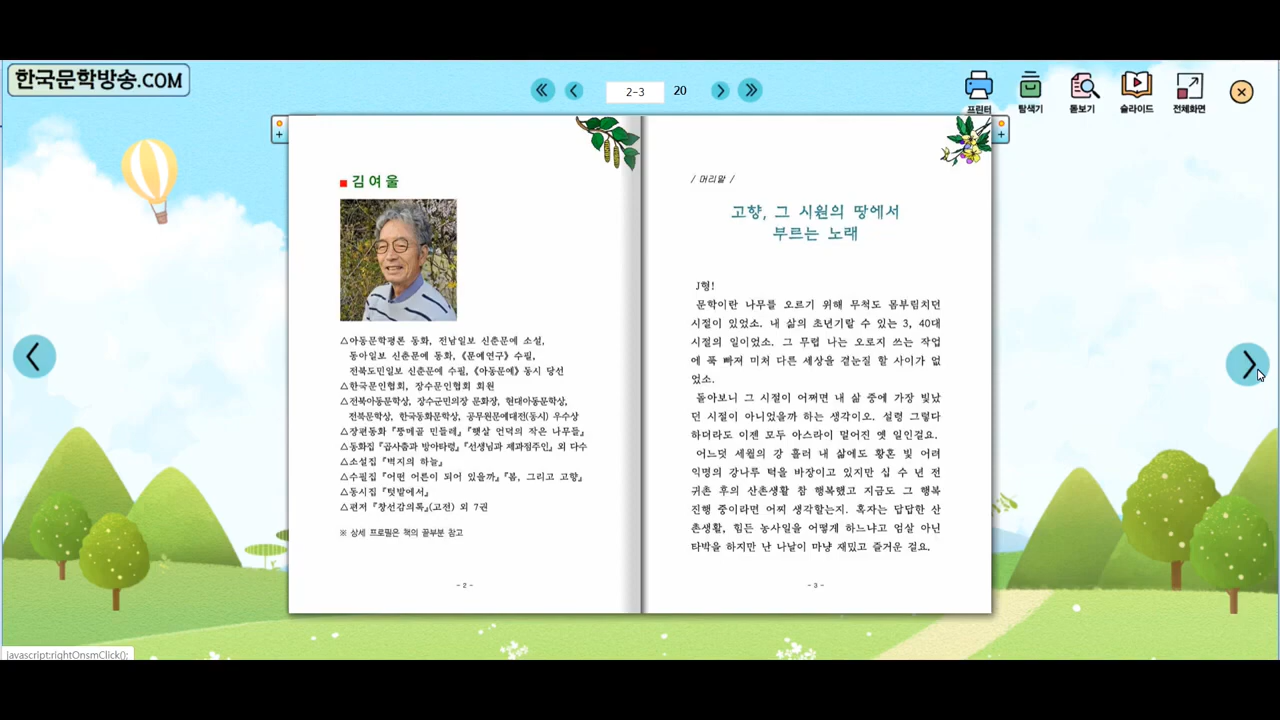 한국문학방송.COM
2-3
20
프린터
탐색기
돋보기
슬라이드
전체화면
■ 김여울
△아동문학평론 동화, 전남일보 신춘문예 소설,
동아일보 신춘문예 동화, 《문예연구》 수필,
전북도민일보 신춘문예 수필, 《아동문예》 동시 당선
△한국문인협회, 장수문인협회 회원
△전북아동문학상, 장수군민의장 문화장, 현대아동문학상,
전북문학상, 한국동화문학상, 공무원문예대전(동시) 우수상
△장편동화 『뚱메골 민들레』 『햇살 언덕의 작은 나무들』
△동화집 『곱사춤과 방아타령』 『선생님과 제과점주인』 외 다수
△소설집 『벽지의 하늘』
△수필집 『어떤 어른이 되어 있을까』 『봄, 그리고 고향』
△동시집 『텃밭에서』
△편저 『창선감의록』(고전) 외 7권
※ 상세 프로필은 책의 끝부분 참고
- 2 -
/ 머리말 /
고향, 그 시원의 땅에서
부르는 노래
J형!
문학이란 나무를 오르기 위해 무척도 몸부림치던
시절이 있었소. 내 삶의 초년기랄 수 있는 3, 40대
시절의 일이었소. 그 무렵 나는 오로지 쓰는 작업
에 푹 빠져 미처 다른 세상을 곁눈질 할 사이가 없
었소.
돌아보니 그 시절이 어쩌면 내 삶 중에 가장 빛났
던 시절이 아니었을까 하는 생각이오. 설령 그렇다
하더라도 이젠 모두 아스라이 멀어진 옛 일인걸요.
어느덧 세월의 강 흘러 내 삶에도 황혼 빛 어려
익명의 강나루 턱을 바장이고 있지만 십 수 년 전
귀촌 후의 산촌생활 참 행복했고 지금도 그 행복
진행 중이라면 어찌 생각할는지. 혹자는 답답한 산
촌생활, 힘든 농사일을 어떻게 하느냐고 엄살 아닌
타박을 하지만 난 나날이 마냥 재밌고 즐거운 걸요.
- 3 -
javascript:rightOnsmClick();